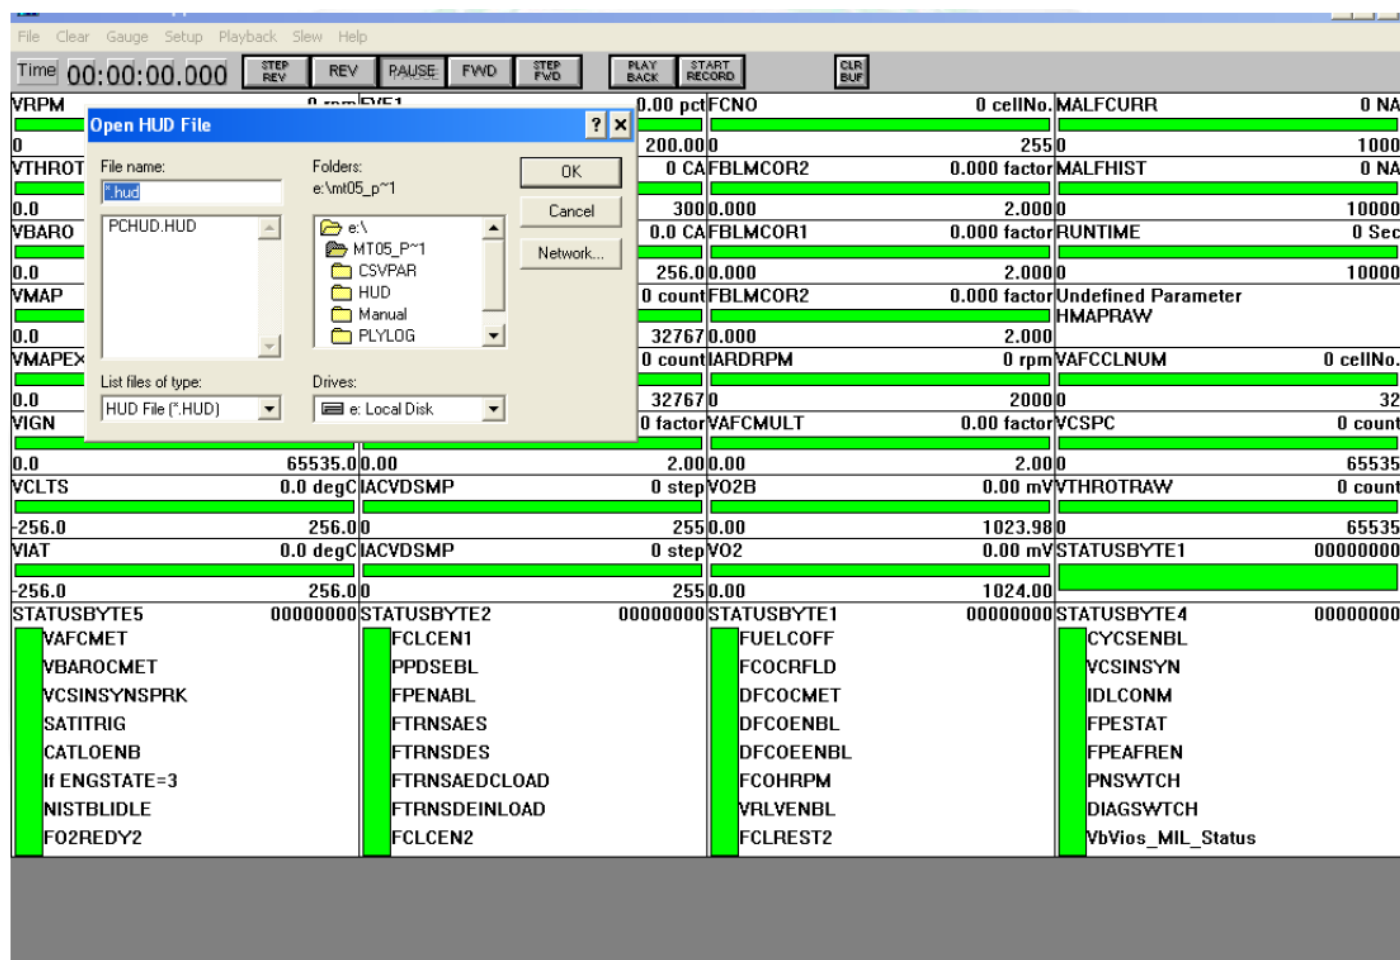 File Clear Gauge Setup Playback Slew Help
Time 00:00:00.000 STEP REV REV PAUSE FWD STEP FWD PLAY BACK START RECORD CLR BUF
VRPM 0.00 pct FCNO 0 cellNo. MALFCURR 0 NA
Open HUD File
0 200.00 0 255 0 1000
VTHROT 0 CA FBLMCOR2 0.000 factor MALFHIST 0 NA
File name: Folders: OK
*.hud e:\mt05_p~1
0.0 300 0.000 2.000 0 10000
Cancel
PCHUD.HUD e:\
VBARO 0.0 CA FBLMCOR1 0.000 factor RUNTIME 0 Sec
MT05_P~1 Network...
CSVPAR
0.0 256.0 0.000 2.000 0 10000
HUD
VMAP 0 count FBLMCOR2 0.000 factor Undefined Parameter
Manual HMAPRAW
PLYLOG
0.0 32767 0.000 2.000
VMAPEX 0 count IARDRPM 0 rpm VAFCCLNUM 0 cellNo.
List files of type: Drives:
0.0 32767 0 2000 0 32
HUD File (*.HUD) e: Local Disk
VIGN 0 factor VAFCMULT 0.00 factor VCSPC 0 count
0.0 65535.0 0.00 2.00 0.00 2.00 0 65535
VCLTS 0.0 degC IACVDSMP 0 step VO2B 0.00 mV VTHROTRAW 0 count
-256.0 256.0 0 255 0.00 1023.98 0 65535
VIAT 0.0 degC IACVDSMP 0 step VO2 0.00 mV STATUSBYTE1 00000000
-256.0 256.0 0 255 0.00 1024.00
STATUSBYTE5 00000000 STATUSBYTE2 00000000 STATUSBYTE1 00000000 STATUSBYTE4 00000000
VAFCMET FCLCEN1 FUELCOFF CYCSENBL
VBAROCMET PPDSEBL FCOCRFLD VCSINSYN
VCSINSYNSPRK FPENABL DFCOCMET IDLCONM
SATITRIG FTRNSAES DFCOENBL FPESTAT
CATLOENB FTRNSDES DFCOEENBL FPEAFREN
If ENGSTATE=3 FTRNSAEDCLOAD FCOHRPM PNSWTCH
NISTBLIDLE FTRNSDEINLOAD VRLVENBL DIAGSWTCH
FO2REDY2 FCLCEN2 FCLREST2 VbVios_MIL_Status